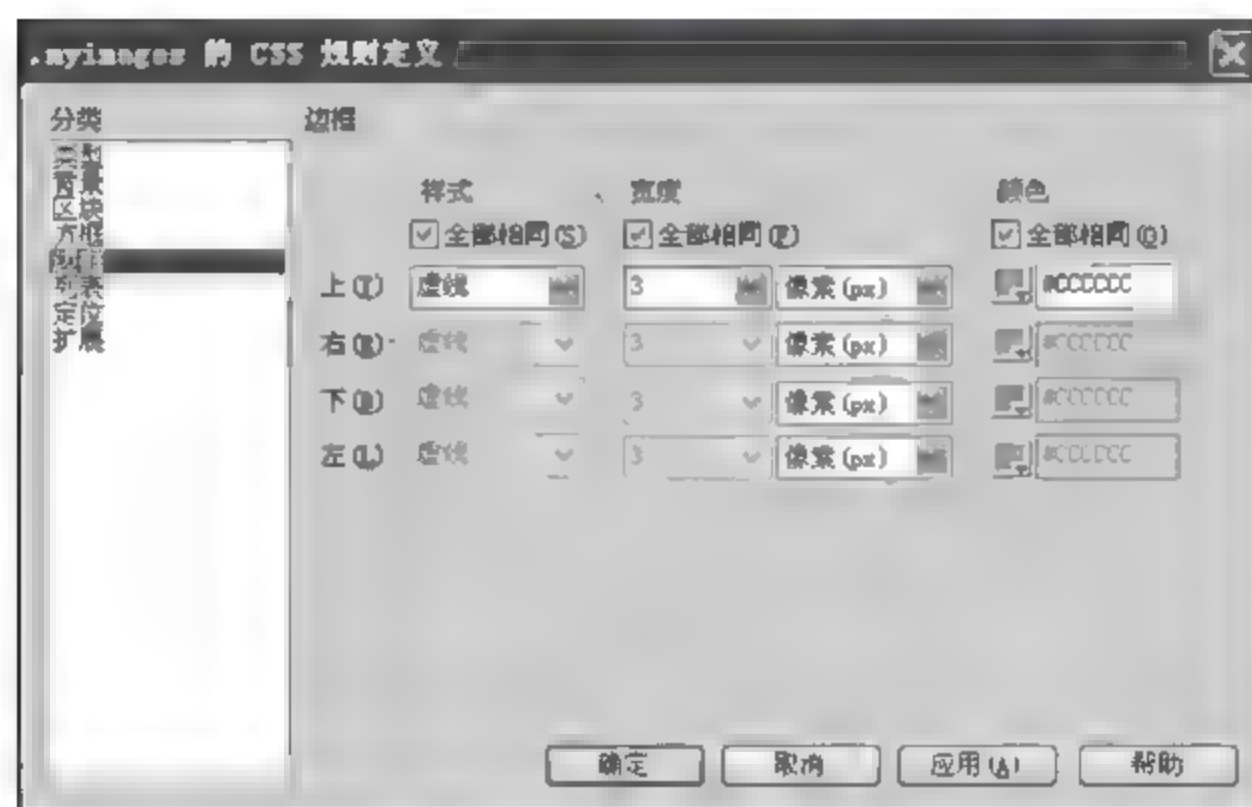 .myimages 的 CSS 规则定义
分类
边框
类型
背景
区块
方框
边框
列表
定位
扩展
样式
宽度
颜色
全部相同(S)
全部相同(F)
全部相同(O)
上(T)
虚线
3
像素(px)
#CCCCCC
右(R)
虚线
3
像素(px)
#CCCCCC
下(B)
虚线
3
像素(px)
#CCCCCC
左(L)
虚线
3
像素(px)
#CCCCCC
确定
取消
应用(A)
帮助